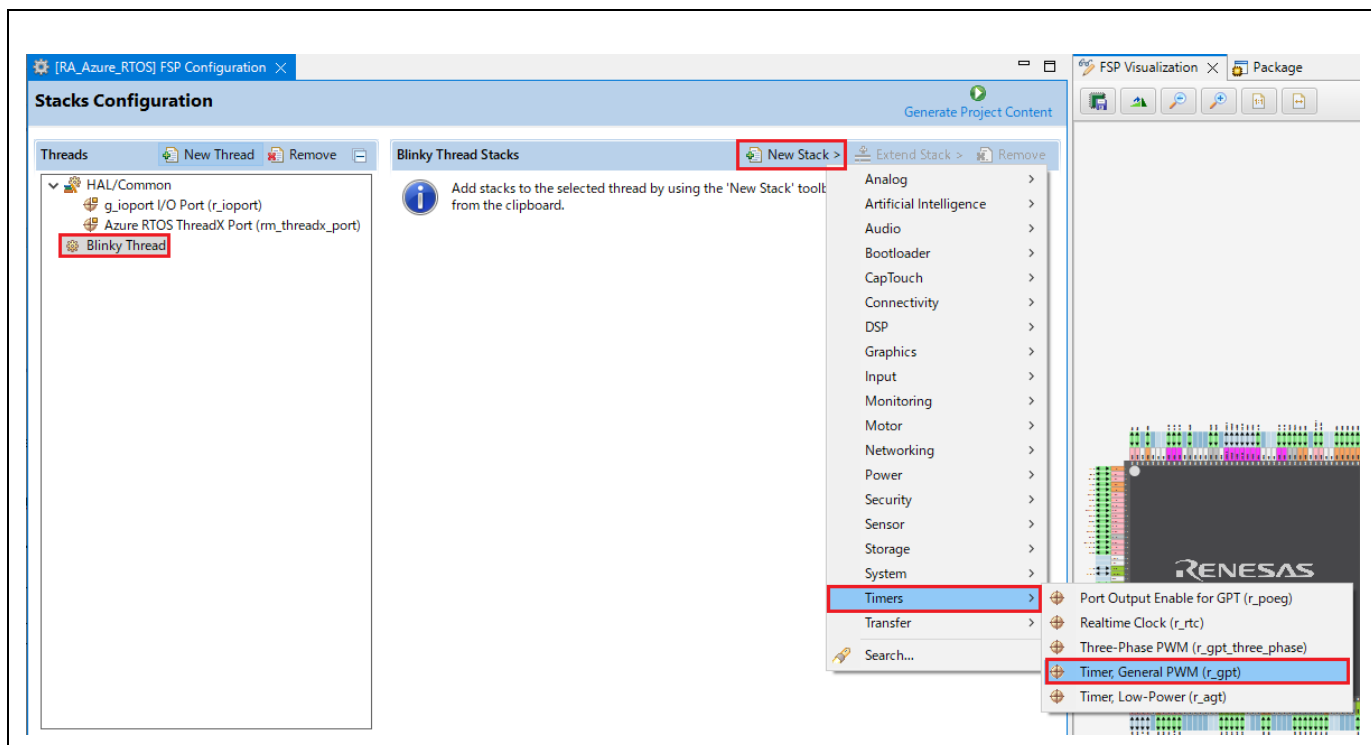 [RA_Azure_RTOS] FSP Configuration
FSP Visualization
Package
Stacks Configuration
Generate Project Content
Threads
New Thread
Remove
Blinky Thread Stacks
New Stack >
Extend Stack >
Remove
HAL/Common
g_ioport I/O Port (r_ioport)
Azure RTOS ThreadX Port (rm_threadx_port)
Blinky Thread
Add stacks to the selected thread by using the 'New Stack' toolb
from the clipboard.
Analog
Artificial Intelligence
Audio
Bootloader
CapTouch
Connectivity
DSP
Graphics
Input
Monitoring
Motor
Networking
Power
Security
Sensor
Storage
System
Timers
Transfer
Search...
RENESAS
Port Output Enable for GPT (r_poeg)
Realtime Clock (r_rtc)
Three-Phase PWM (r_gpt_three_phase)
Timer, General PWM (r_gpt)
Timer, Low-Power (r_agt)